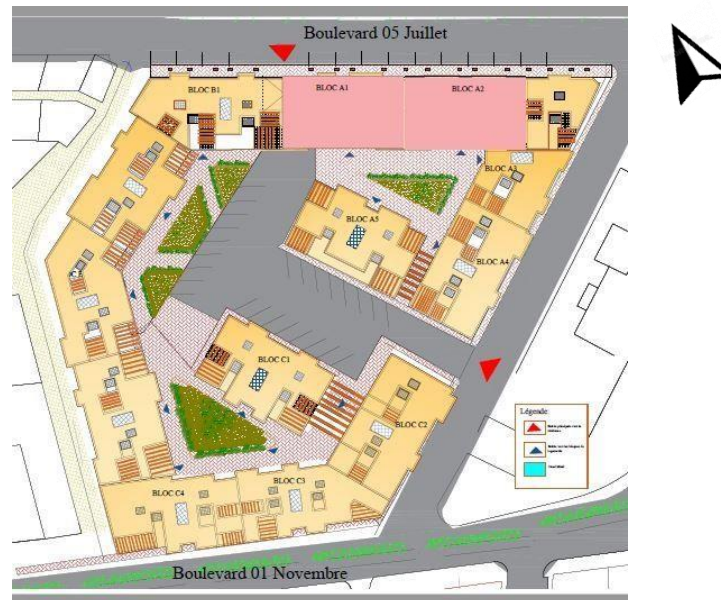 Boulevard 05 Juillet
BLOC B1
BLOC A1
BLOC A2
BLOC A3
BLOC A5
BLOC A4
BLOC C1
BLOC C2
BLOC C3
BLOC C4
Boulevard 01 Novembre
Légende: